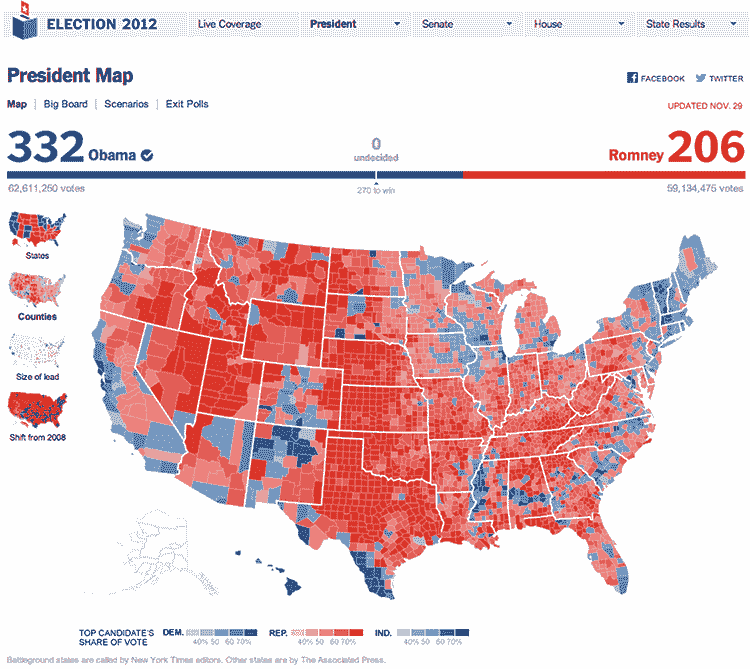 ELECTION 2012
Live Coverage
President
Senate
House
State Results
President Map
FACEBOOK
TWITTER
Map | Big Board | Scenarios | Exit Polls
UPDATED NOV. 29
332 Obama
0
undecided
Romney 206
62,611,250 votes
270 to win
59,134,475 votes
States
Counties
Size of lead
Shift from 2008
TOP CANDIDATE'S
SHARE OF VOTE
DEM.
40% 50 60 70%
REP.
40% 50 60 70%
IND.
40% 50 60 70%
Battleground states are called by New York Times editors. Other states are by The Associated Press.